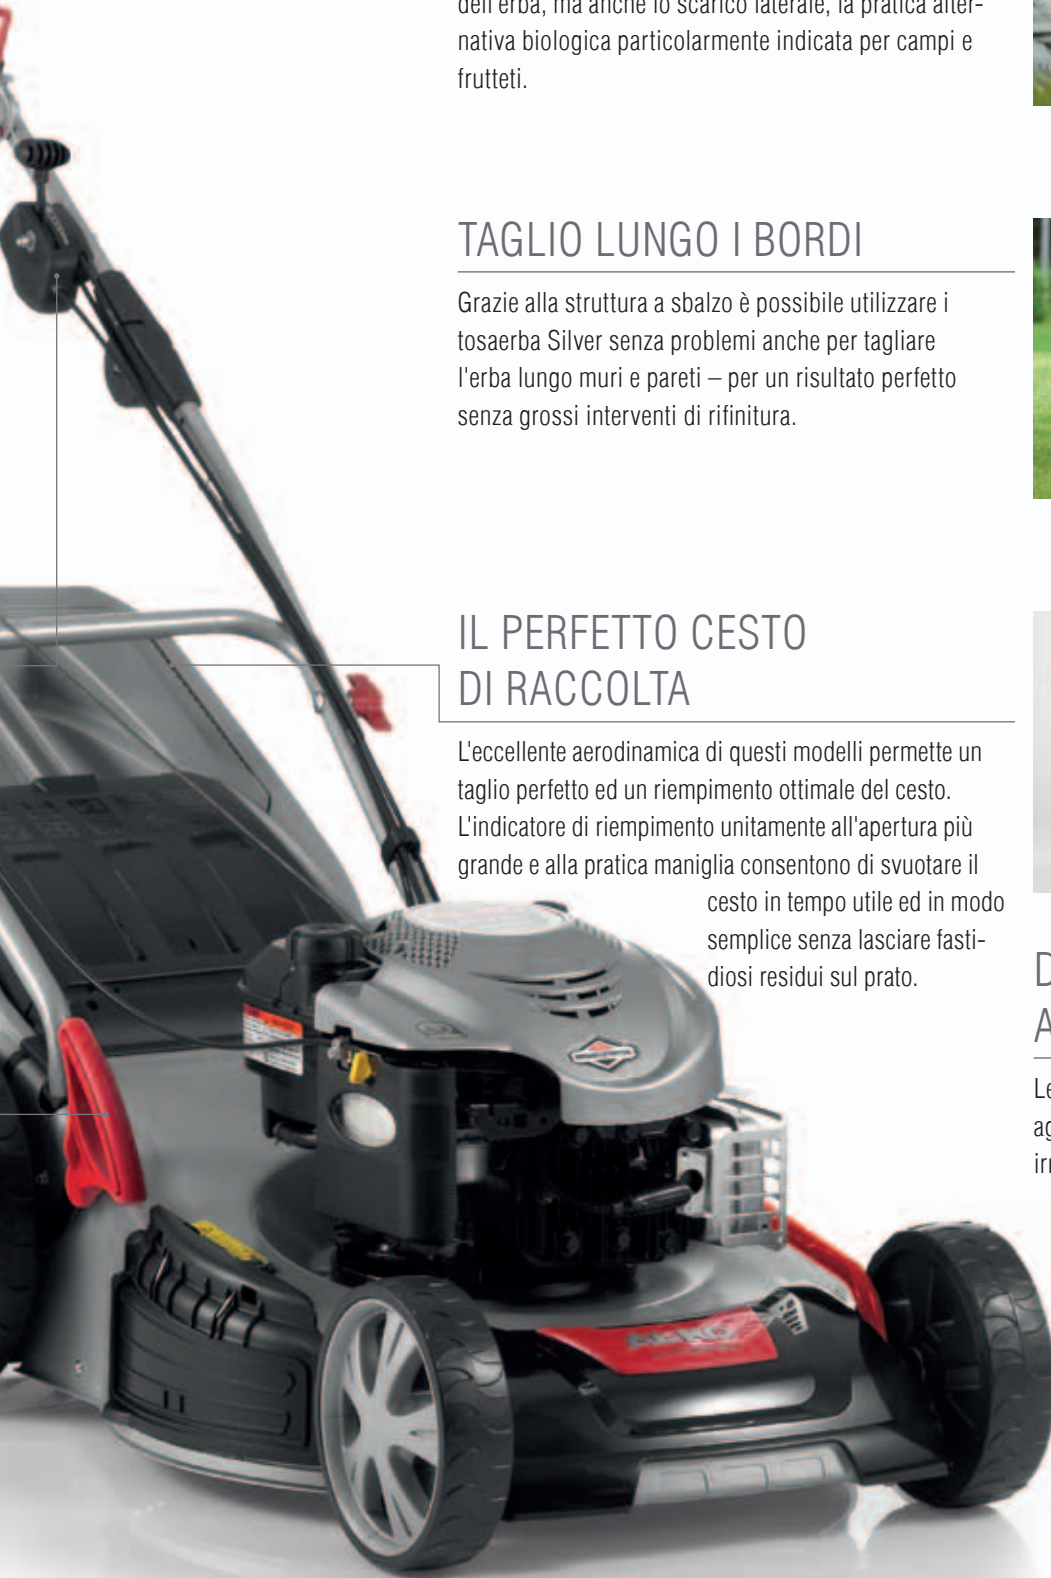 dell'erba, ma anche lo scarico laterale, la pratica alter-
nativa biologica particolarmente indicata per campi e
frutteti.
TAGLIO LUNGO I BORDI
Grazie alla struttura a sbalzo è possibile utilizzare i
tosaerba Silver senza problemi anche per tagliare
l'erba lungo muri e pareti – per un risultato perfetto
senza grossi interventi di rifinitura.
IL PERFETTO CESTO
DI RACCOLTA
L'eccellente aerodinamica di questi modelli permette un
taglio perfetto ed un riempimento ottimale del cesto.
L'indicatore di riempimento unitamente all'apertura più
grande e alla pratica maniglia consentono di svuotare il
cesto in tempo utile ed in modo
semplice senza lasciare fasti-
diosi residui sul prato.
D
A
Le
ag
irr
AL-KO